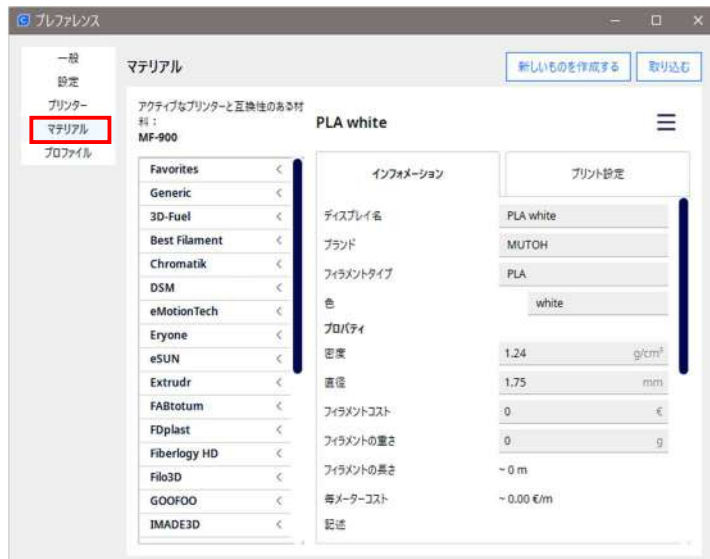 プレファレンス
一般
設定
プリンター
マテリアル
プロファイル
マテリアル
新しいものを作成する
取り込む
アクティブなプリンターと互換性のある材
料：
MF-900
Favorites
Generic
3D-Fuel
Best Filament
Chromatik
DSM
eMotionTech
Eryone
eSUN
Extrudr
FABtotum
FDplast
Fiberlogy HD
Filo3D
GOOFOO
IMADE3D
PLA white
インフォメーション
プリント設定
ディスプレイ名 PLA white
ブランド MUTOH
フィラメントタイプ PLA
色 white
プロパティ
密度 1.24 g/cm³
直径 1.75 mm
フィラメントコスト 0 €
フィラメントの重さ 0 g
フィラメントの長さ ~ 0 m
毎メーターコスト ~ 0.00 €/m
記述